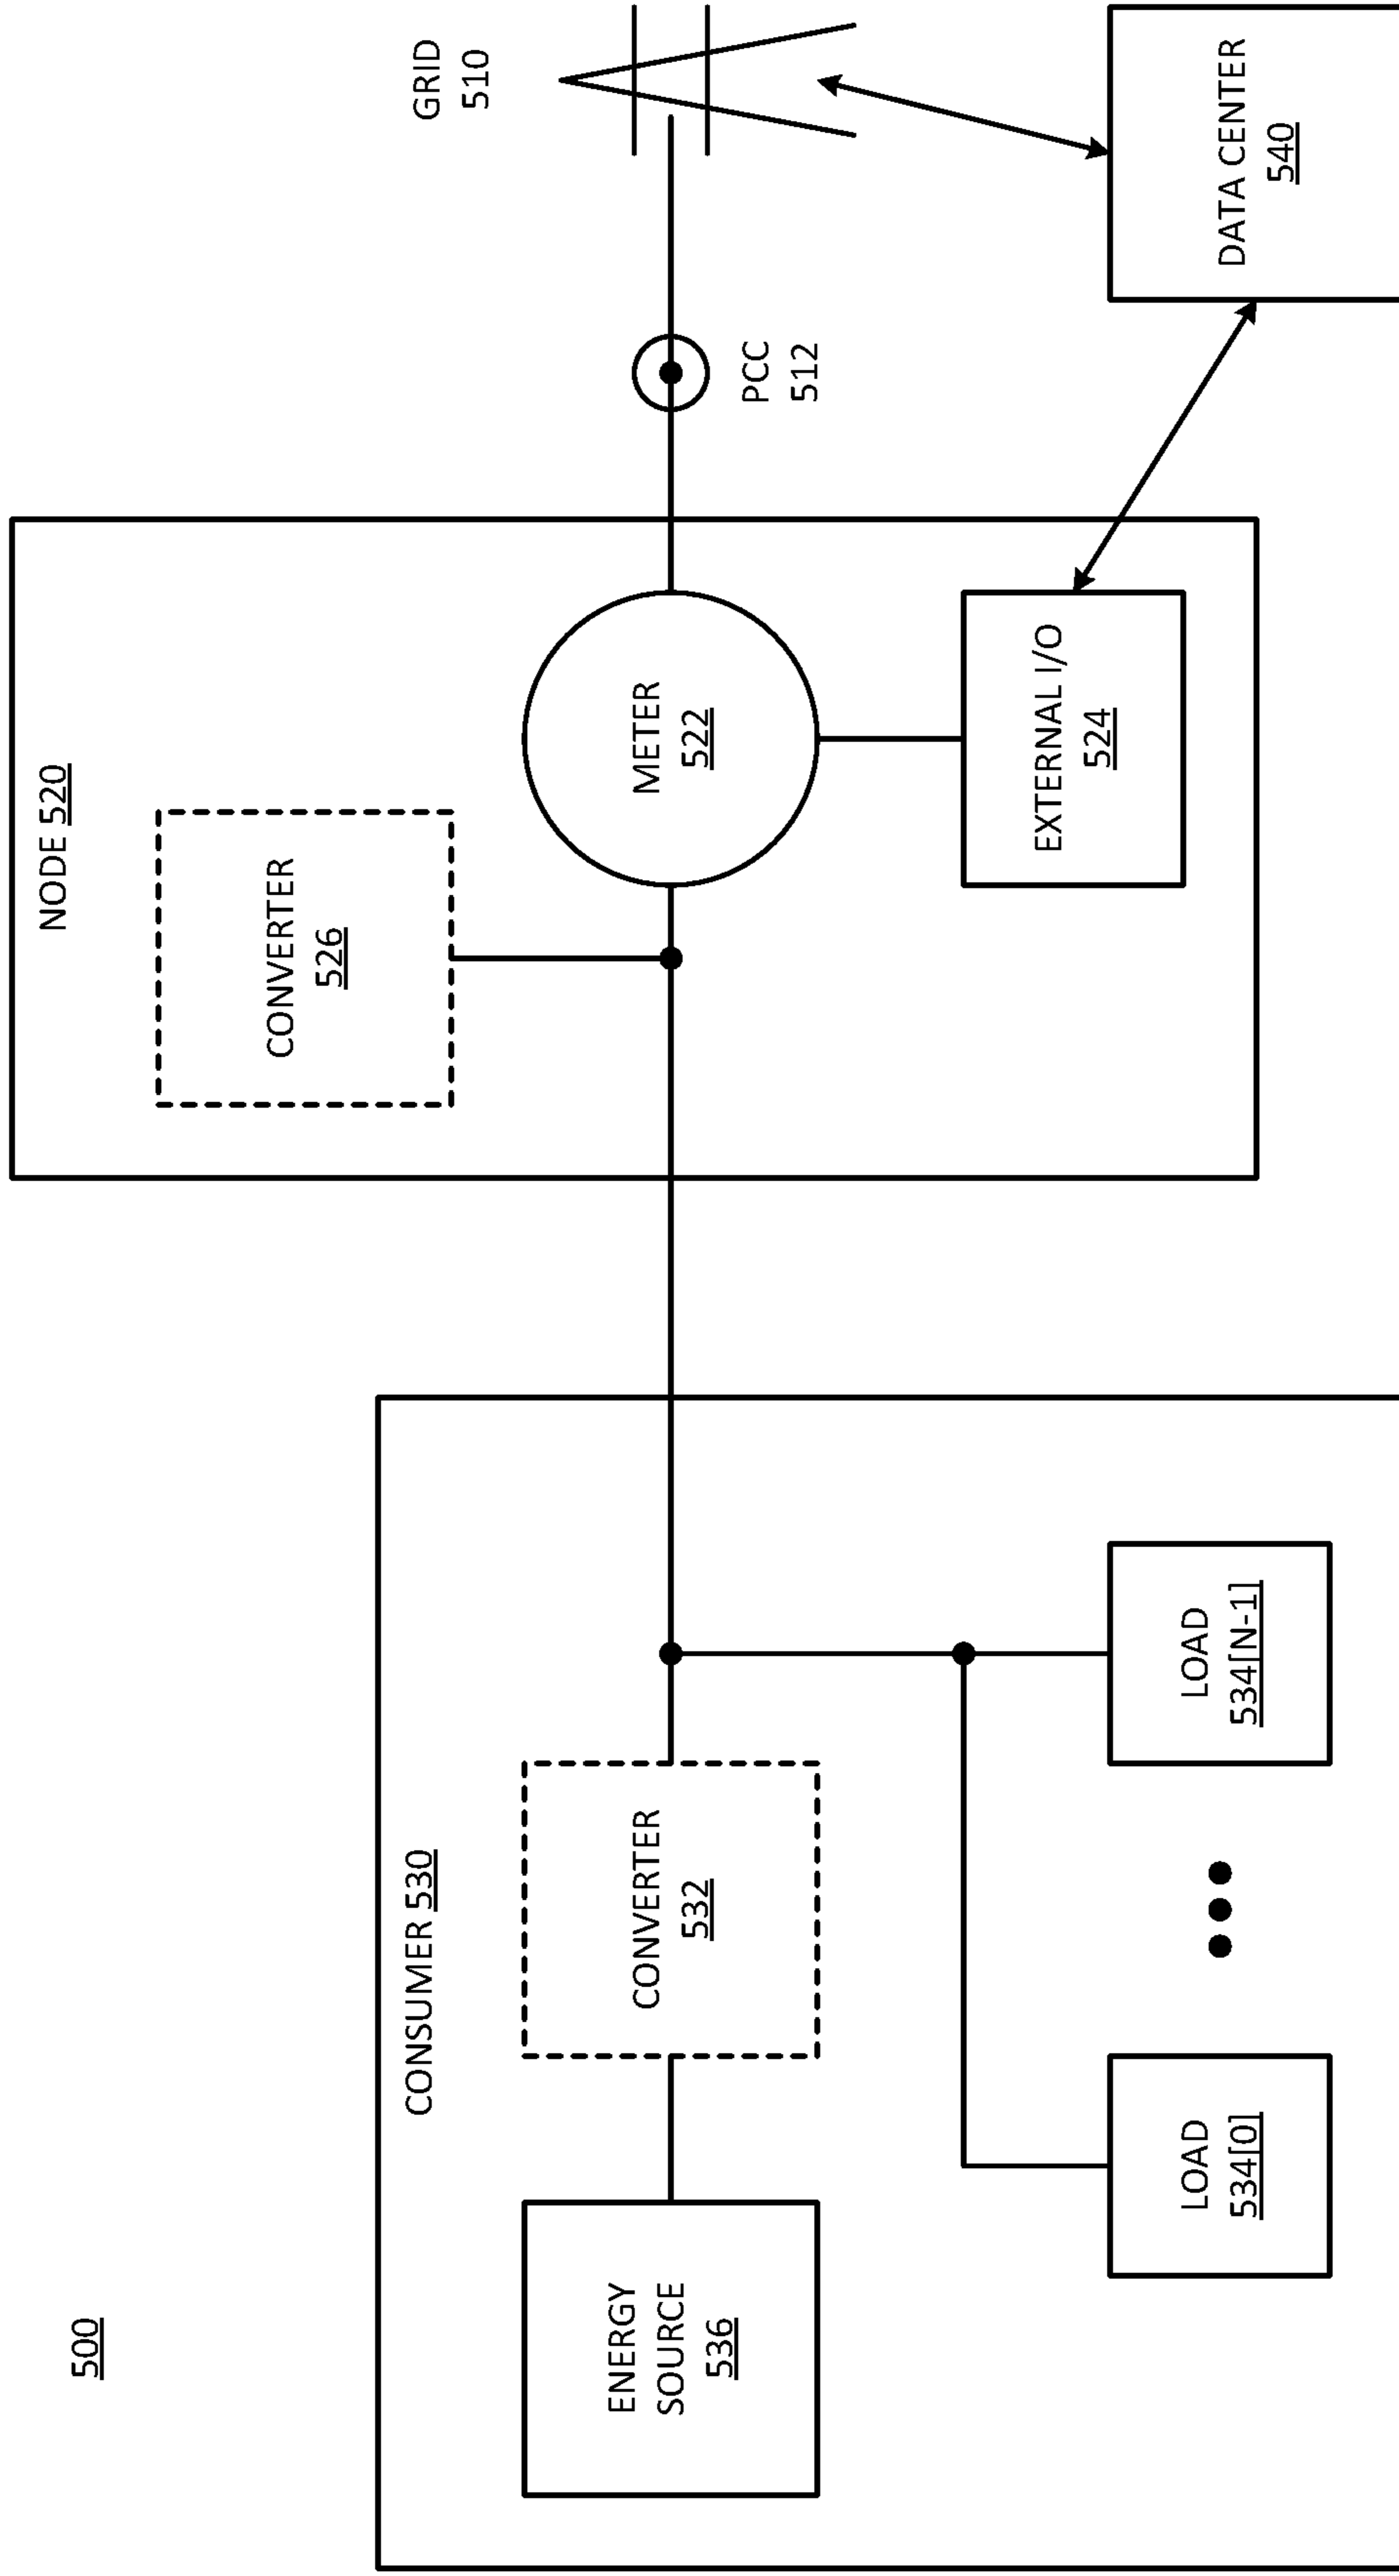 500
CONSUMER 530
ENERGY
SOURCE
536
CONVERTER
532
LOAD
534[0]
LOAD
534[N-1]
NODE 520
CONVERTER
526
METER
522
EXTERNAL I/O
524
PCC
512
GRID
510
DATA CENTER
540